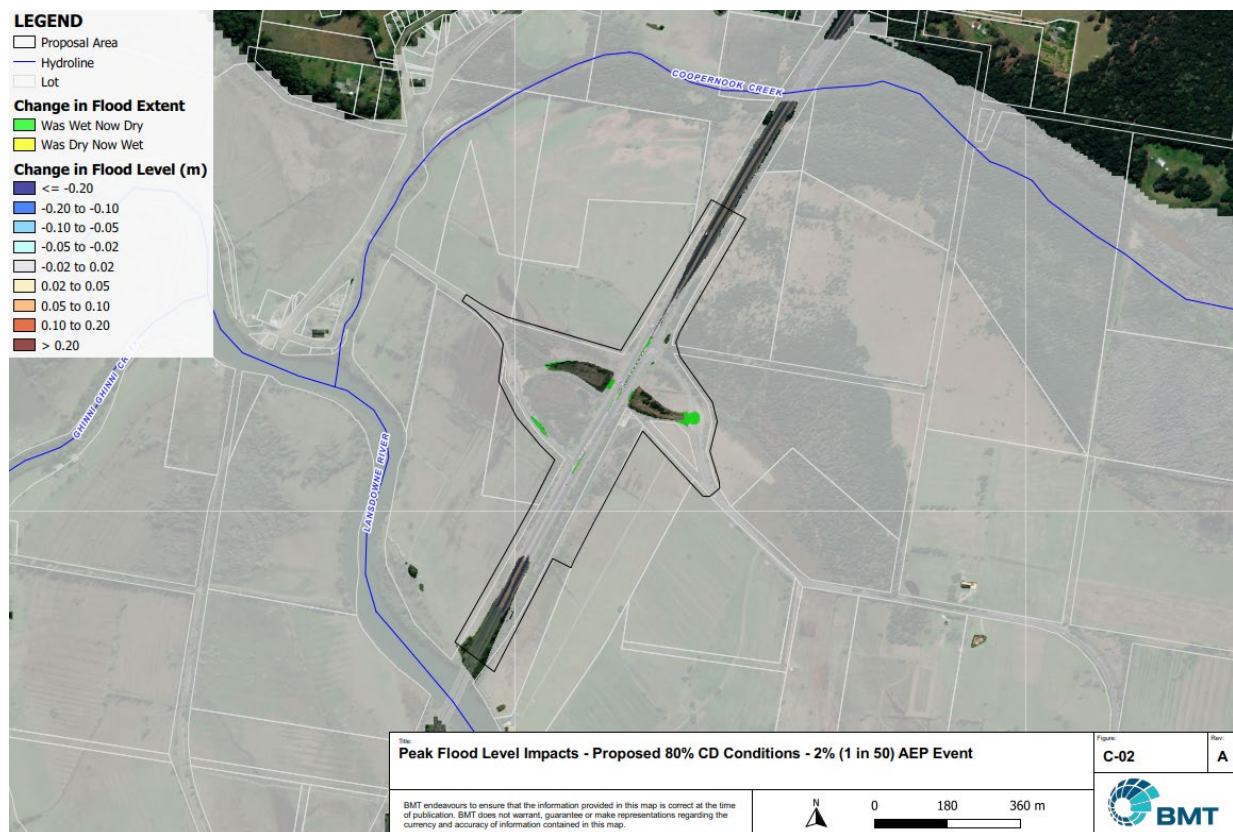 LEGEND
Proposal Area
Hydroline
Lot
Change in Flood Extent
Was Wet Now Dry
Was Dry Now Wet
Change in Flood Level (m)
<= -0.20
-0.20 to -0.10
-0.10 to -0.05
-0.05 to -0.02
-0.02 to 0.02
0.02 to 0.05
0.05 to 0.10
0.10 to 0.20
> 0.20
COOPERNOOK CREEK
GHINNI GHINNI CRE
LANSDOWNE RIVER
Title:
Peak Flood Level Impacts - Proposed 80% CD Conditions - 2% (1 in 50) AEP Event
Figure:
C-02
Rev:
A
BMT endeavours to ensure that the information provided in this map is correct at the time
of publication. BMT does not warrant, guarantee or make representations regarding the
currency and accuracy of information contained in this map.
N
0 180 360 m
BMT